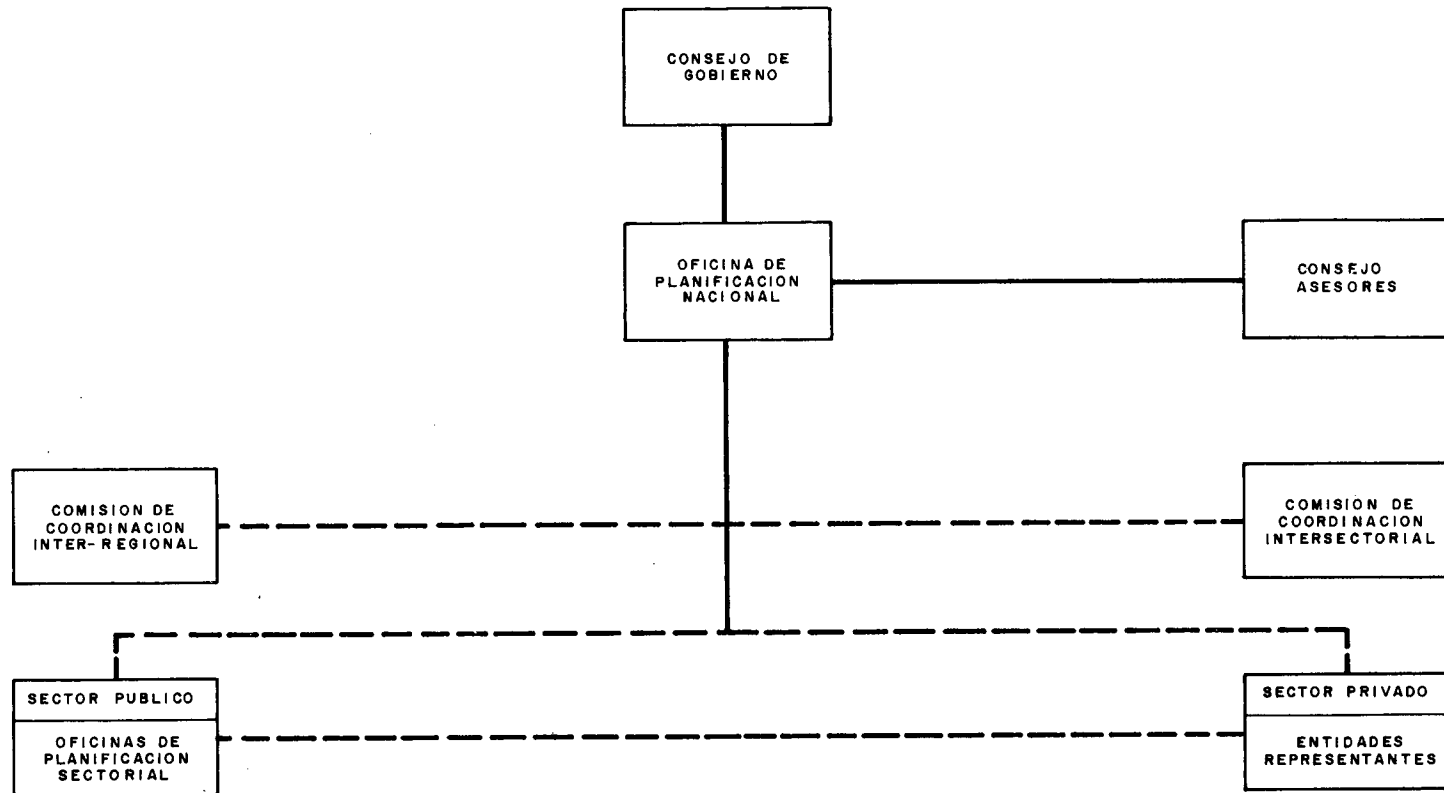 CONSEJO DE
GOBIERNO
OFICINA DE
PLANIFICACION
NACIONAL
CONSEJO
ASESORES
COMISION DE
COORDINACION
INTER-REGIONAL
COMISION DE
COORDINACION
INTERSECTORIAL
SECTOR PUBLICO
OFICINAS DE
PLANIFICACION
SECTORIAL
SECTOR PRIVADO
ENTIDADES
REPRESENTANTES